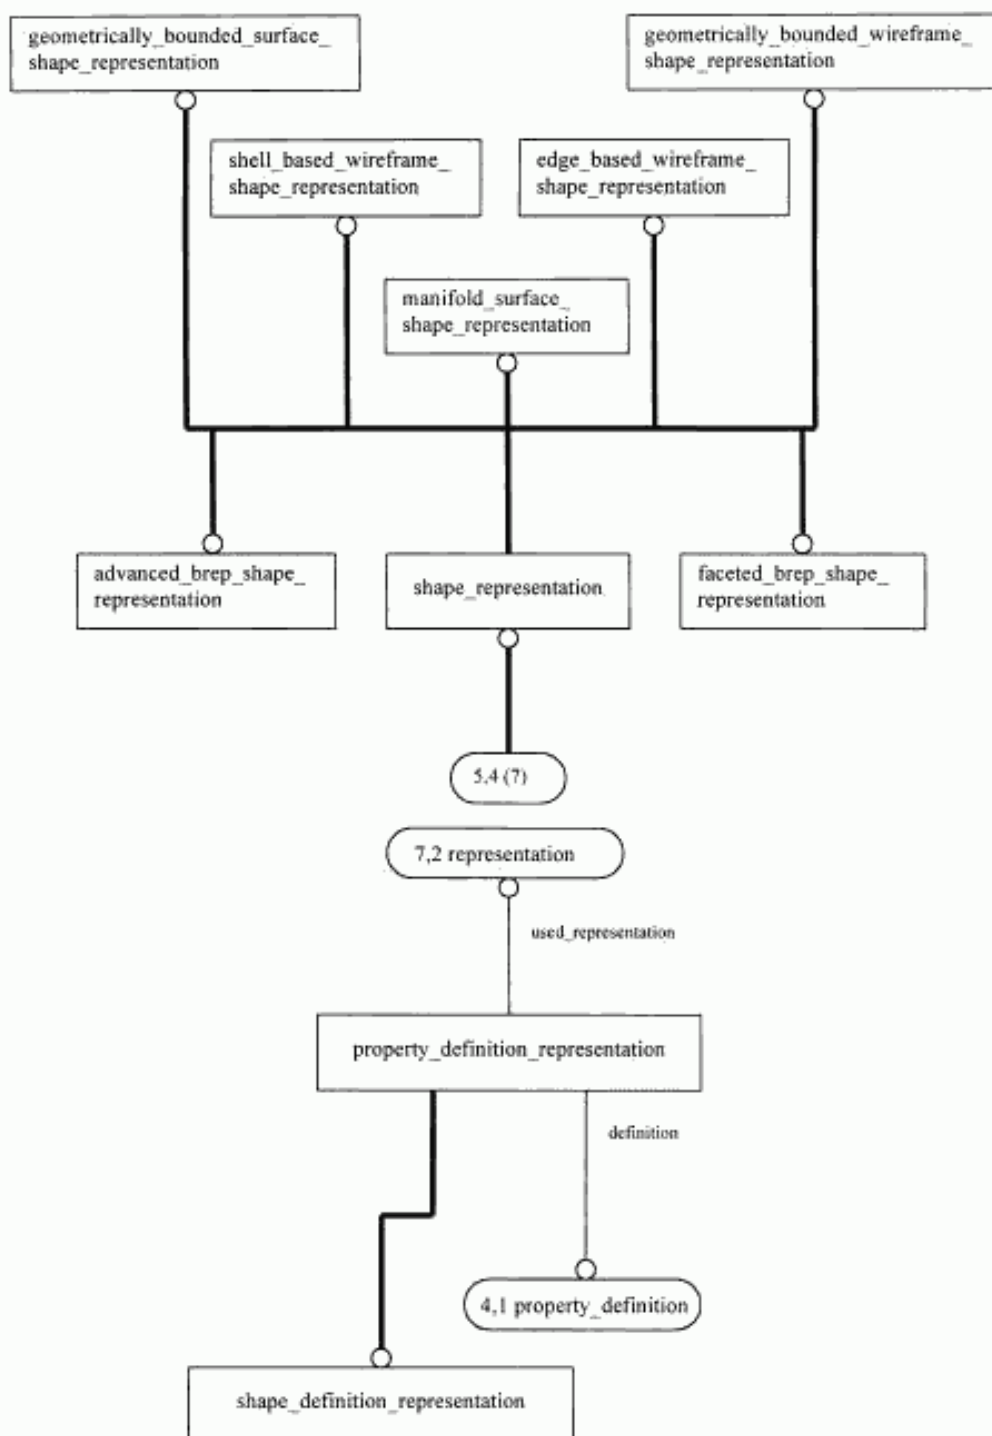 geometrically_bounded_surface_
shape_representation
geometrically_bounded_wireframe_
shape_representation
shell_based_wireframe_
shape_representation
edge_based_wireframe_
shape_representation
manifold_surface_
shape_representation
advanced_brep_shape_
representation
shape_representation
faceted_brep_shape_
representation
5,4 (7)
7,2 representation
used_representation
property_definition_representation
definition
4,1 property_definition
shape_definition_representation